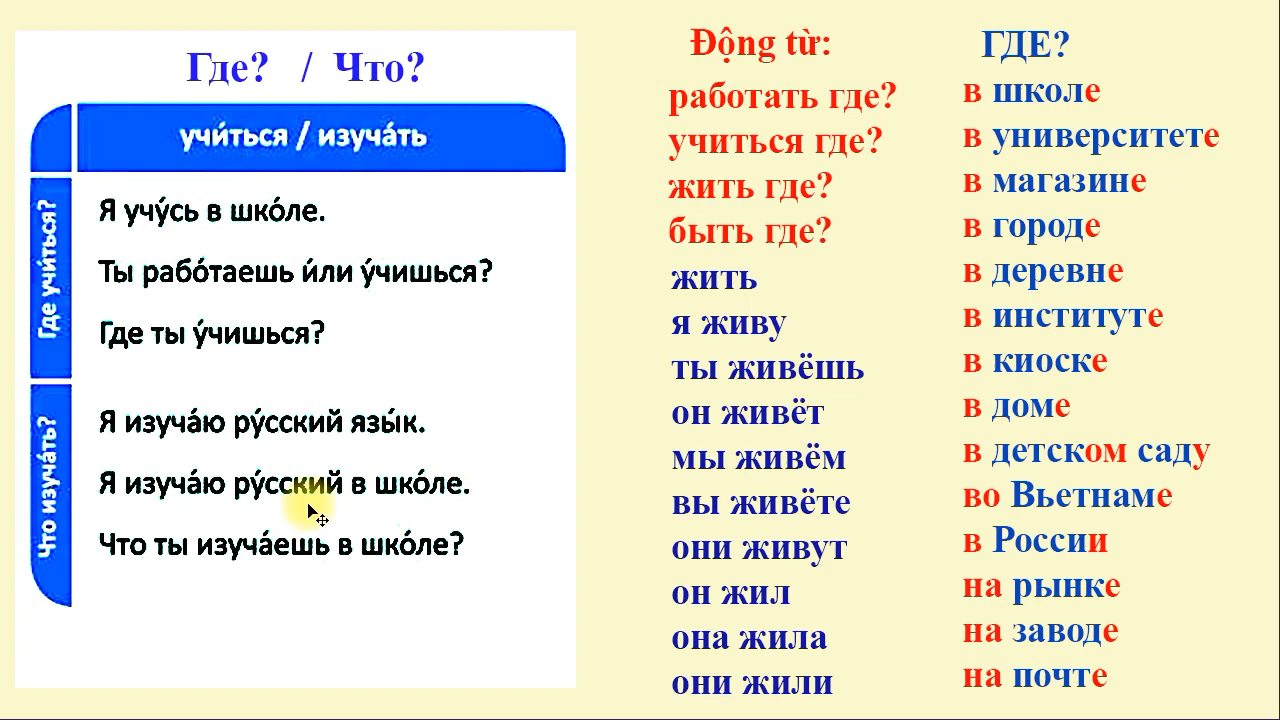 Где? / Что?
учи́ться / изуча́ть
Где учи́ться?
Я учу́сь в шко́ле.
Ты рабо́таешь и́ли у́чишься?
Где ты у́чишься?
Что изуча́ть?
Я изуча́ю ру́сский язы́к.
Я изуча́ю ру́сский в шко́ле.
Что ты изуча́ешь в шко́ле?
Động từ:
работать где?
учиться где?
жить где?
быть где?
жить
я живу
ты живёшь
он живёт
мы живём
вы живёте
они живут
он жил
она жила
они жили
ГДЕ?
в школе
в университете
в магазине
в городе
в деревне
в институте
в киоске
в доме
в детском саду
во Вьетнаме
в России
на рынке
на заводе
на почте